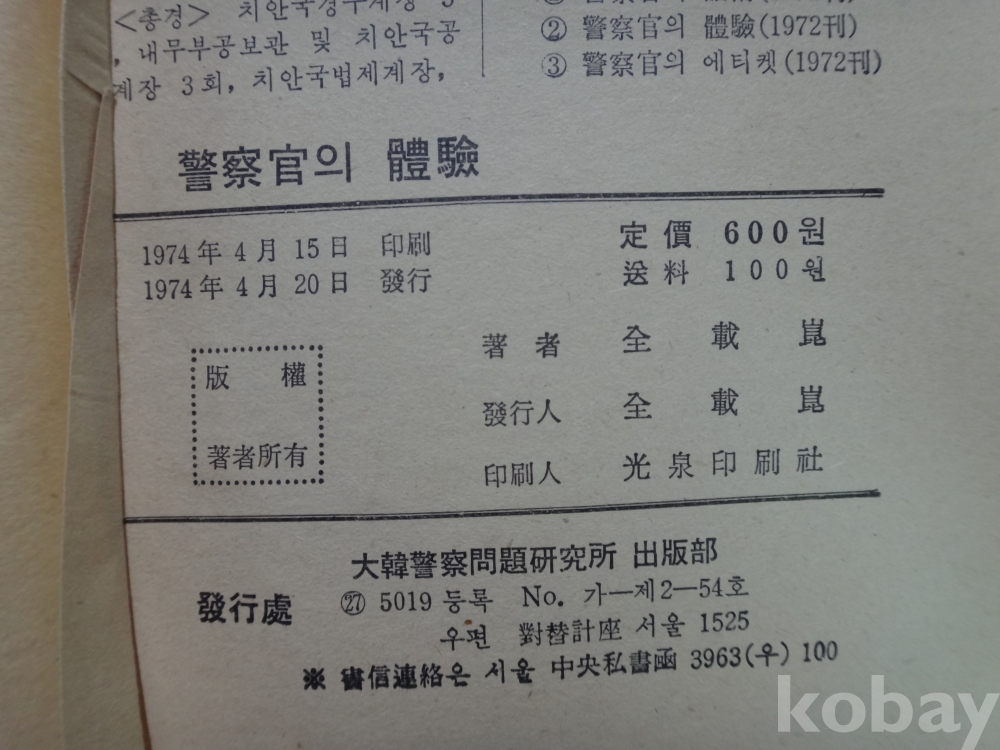 <총경> 치안국경무계장
, 내무부공보관 및 치안국공
계장 3회, 치안국법제계장,
② 警察官의 體驗(1972刊)
③ 警察官의 에티켓(1972刊)
警察官의 體驗
1974年 4月 15日 印刷
1974年 4月 20日 發行
定價 600원
送料 100원
版權
著者所有
著者 全載崑
發行人 全載崑
印刷人 光泉印刷社
發行處
大韓警察問題硏究所 出版部
㉗ 5019 등록 No. 가—제2—54호
우편 對替計座 서울 1525
※ 書信連絡은 서울 中央私書函 3963(우) 100
kobay